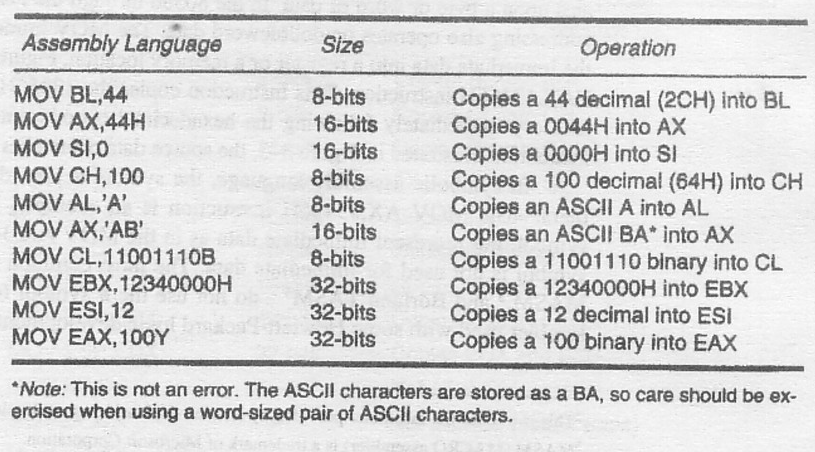 Assembly Language Size Operation
MOV BL,44 8-bits Copies a 44 decimal (2CH) into BL
MOV AX,44H 16-bits Copies a 0044H into AX
MOV SI,0 16-bits Copies a 0000H into SI
MOV CH,100 8-bits Copies a 100 decimal (64H) into CH
MOV AL,'A' 8-bits Copies an ASCII A into AL
MOV AX,'AB' 16-bits Copies an ASCII BA* into AX
MOV CL,11001110B 8-bits Copies a 11001110 binary into CL
MOV EBX,12340000H 32-bits Copies a 12340000H into EBX
MOV ESI,12 32-bits Copies a 12 decimal into ESI
MOV EAX,100Y 32-bits Copies a 100 binary into EAX
*Note: This is not an error. The ASCII characters are stored as a BA, so care should be ex-
ercised when using a word-sized pair of ASCII characters.